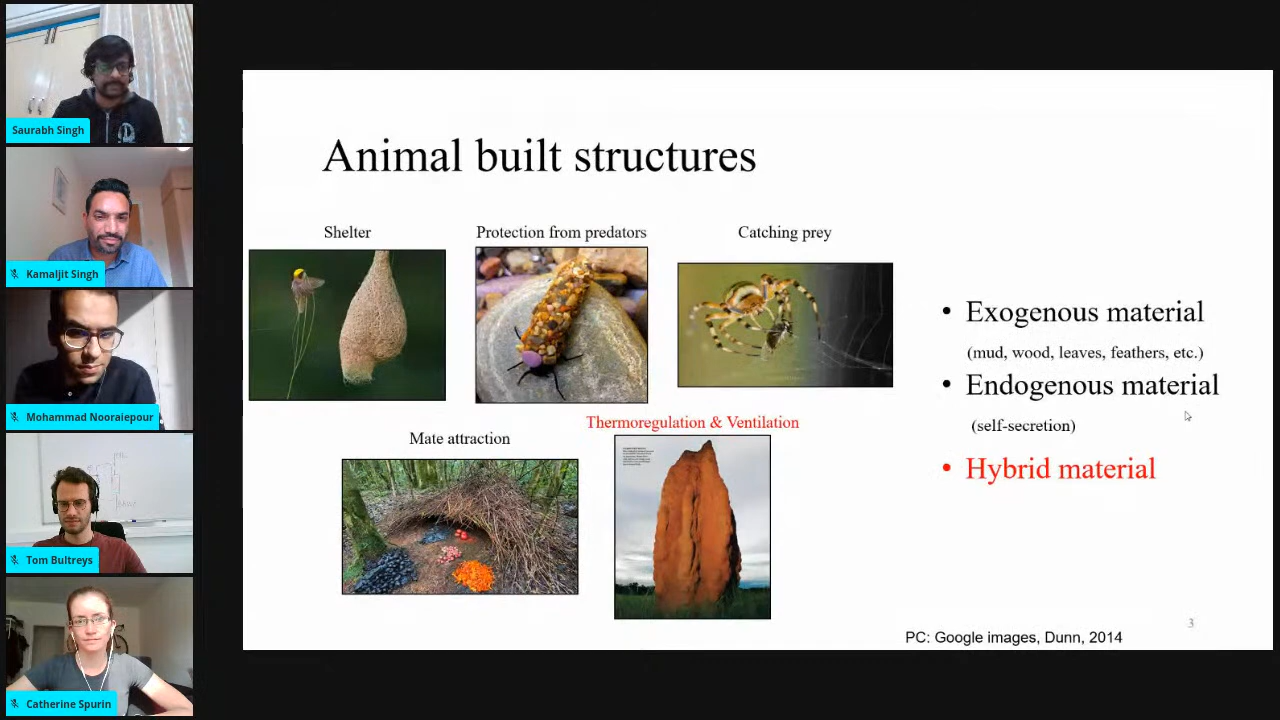 Saurabh Singh
Kamaljit Singh
Mohammad Nooraiepour
Tom Bultreys
Catherine Spurin
Animal built structures
Shelter
Protection from predators
Catching prey
Mate attraction
Thermoregulation & Ventilation
• Exogenous material
(mud, wood, leaves, feathers, etc.)
• Endogenous material
(self-secretion)
• Hybrid material
3
PC: Google images, Dunn, 2014